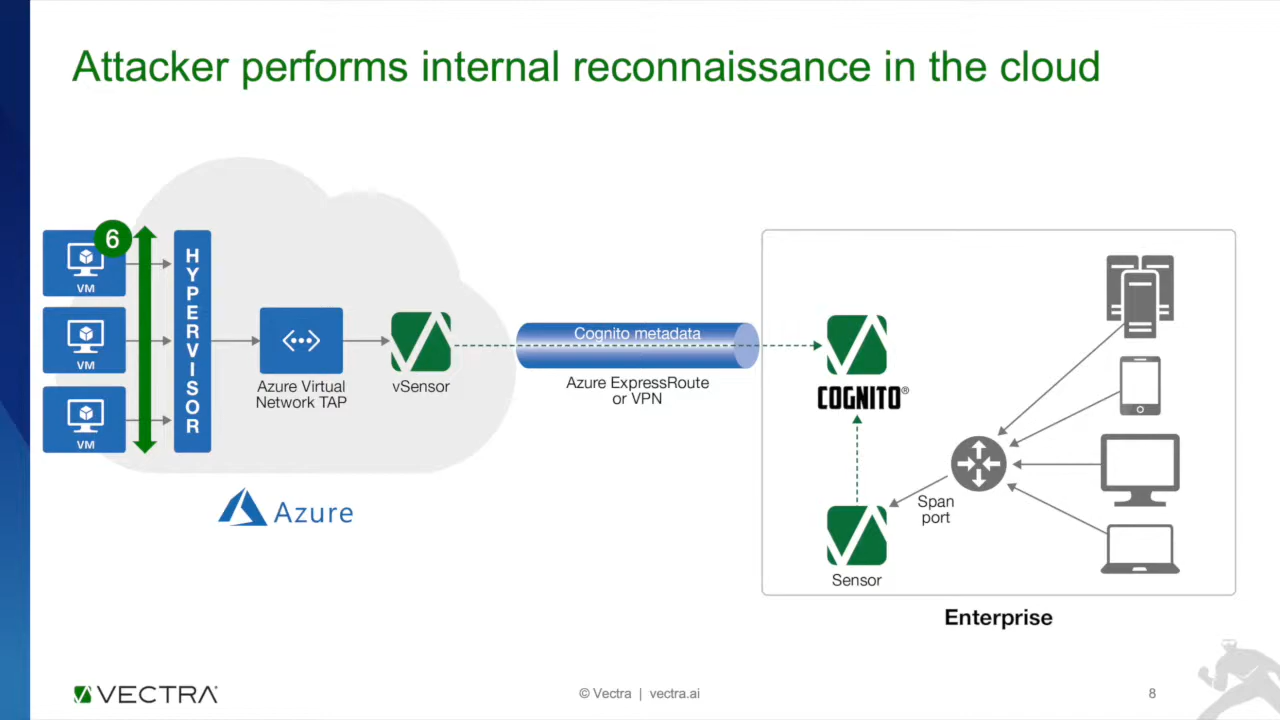 Attacker performs internal reconnaissance in the cloud
6
VM
VM
VM
HYPERVISOR
Azure Virtual
Network TAP
vSensor
Cognito metadata
Azure ExpressRoute
or VPN
COGNITO®
Span
port
Sensor
Azure
Enterprise
VECTRA®
© Vectra | vectra.ai
8